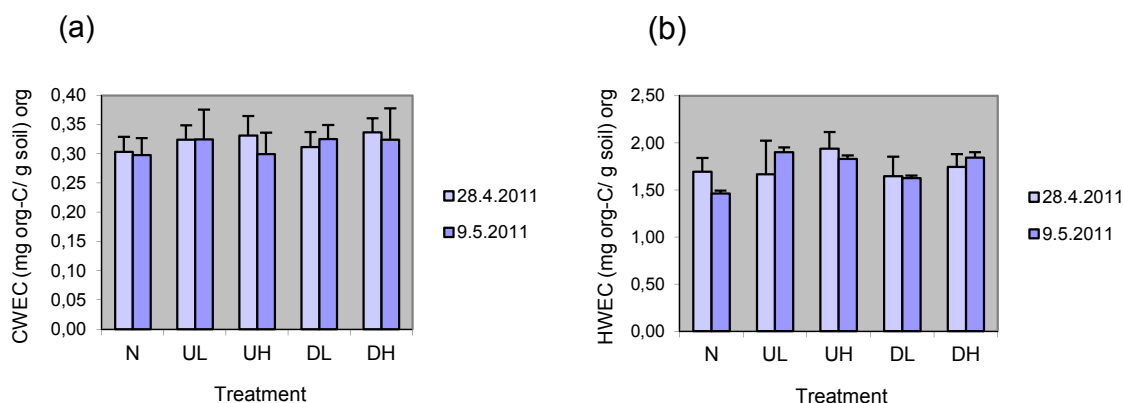 (a)
CWEC (mg org-C/ g soil) org
0,40
0,35
0,30
0,25
0,20
0,15
0,10
0,05
0,00
N UL UH DL DH
Treatment
28.4.2011
9.5.2011
(b)
HWEC (mg org-C/ g soil) org
2,50
2,00
1,50
1,00
0,50
0,00
N UL UH DL DH
Treatment
28.4.2011
9.5.2011